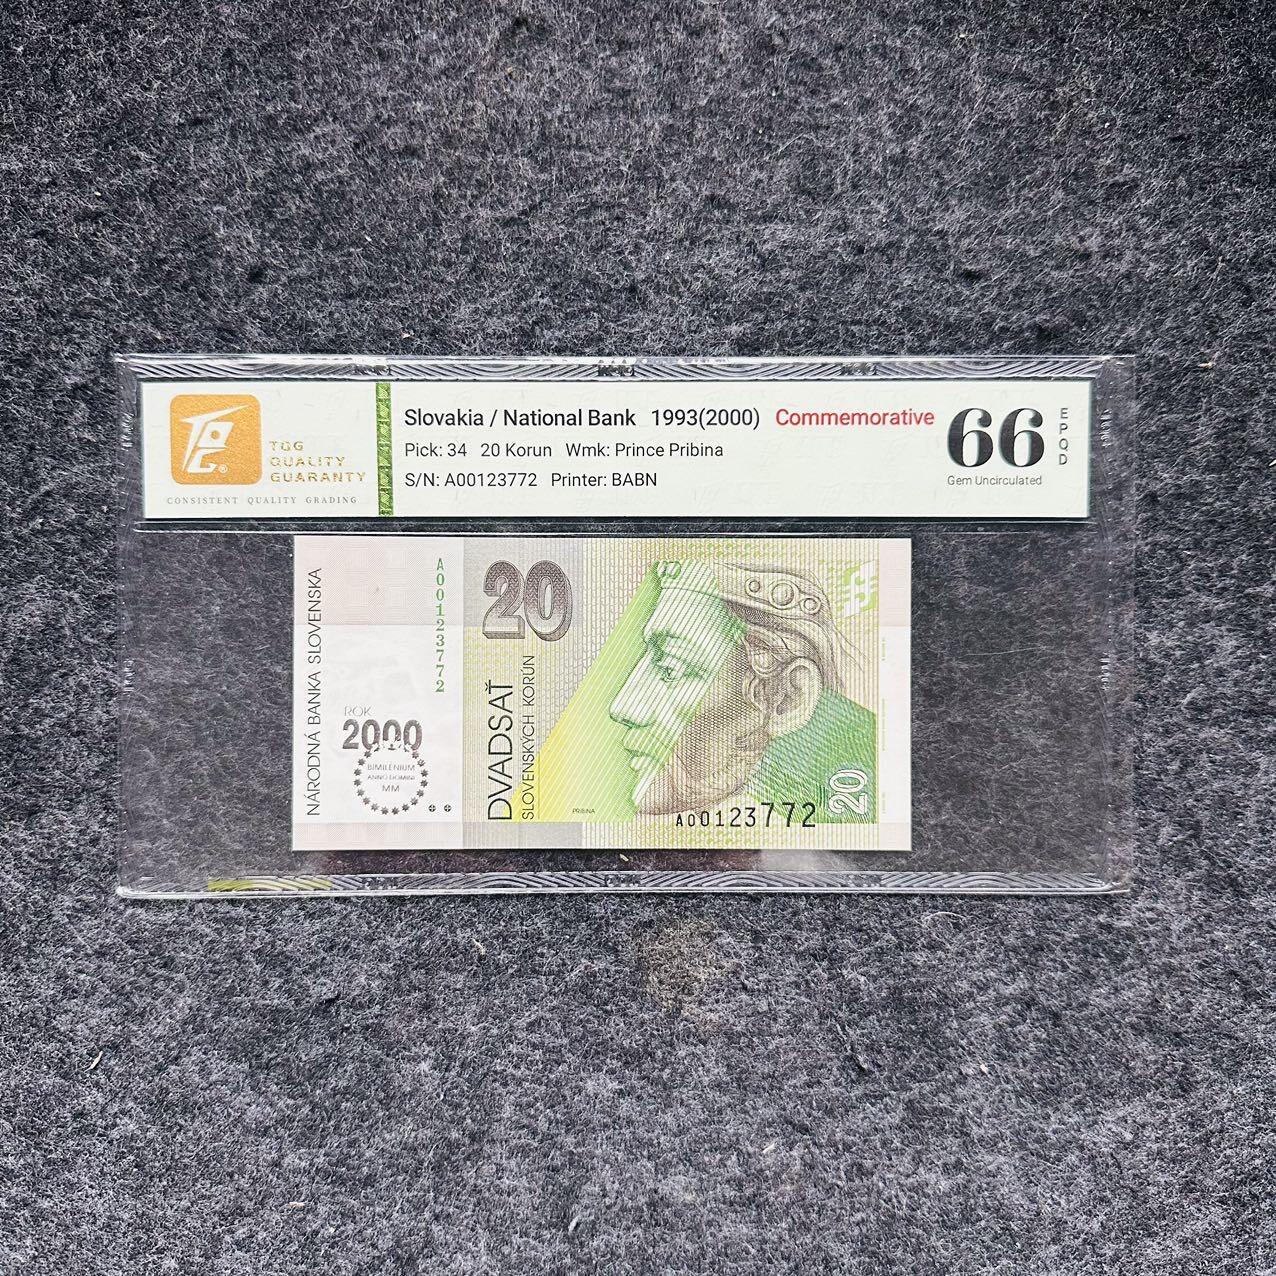 TQG
QUALITY
GUARANTY
CONSISTENT QUALITY GRADING
Slovakia / National Bank 1993(2000) Commemorative
Pick: 34 20 Korun Wmk: Prince Pribina
S/N: A00123772 Printer: BABN
66
EPQD
Gem Uncirculated
NÁRODNÁ BANKA SLOVENSKA
A00123772
ROK
2000
BIMILÉNIUM
ANNO DOMINI
MM
20
DVADSAŤ
SLOVENSKÝCH KORÚN
PRIBINA
A00123772
20